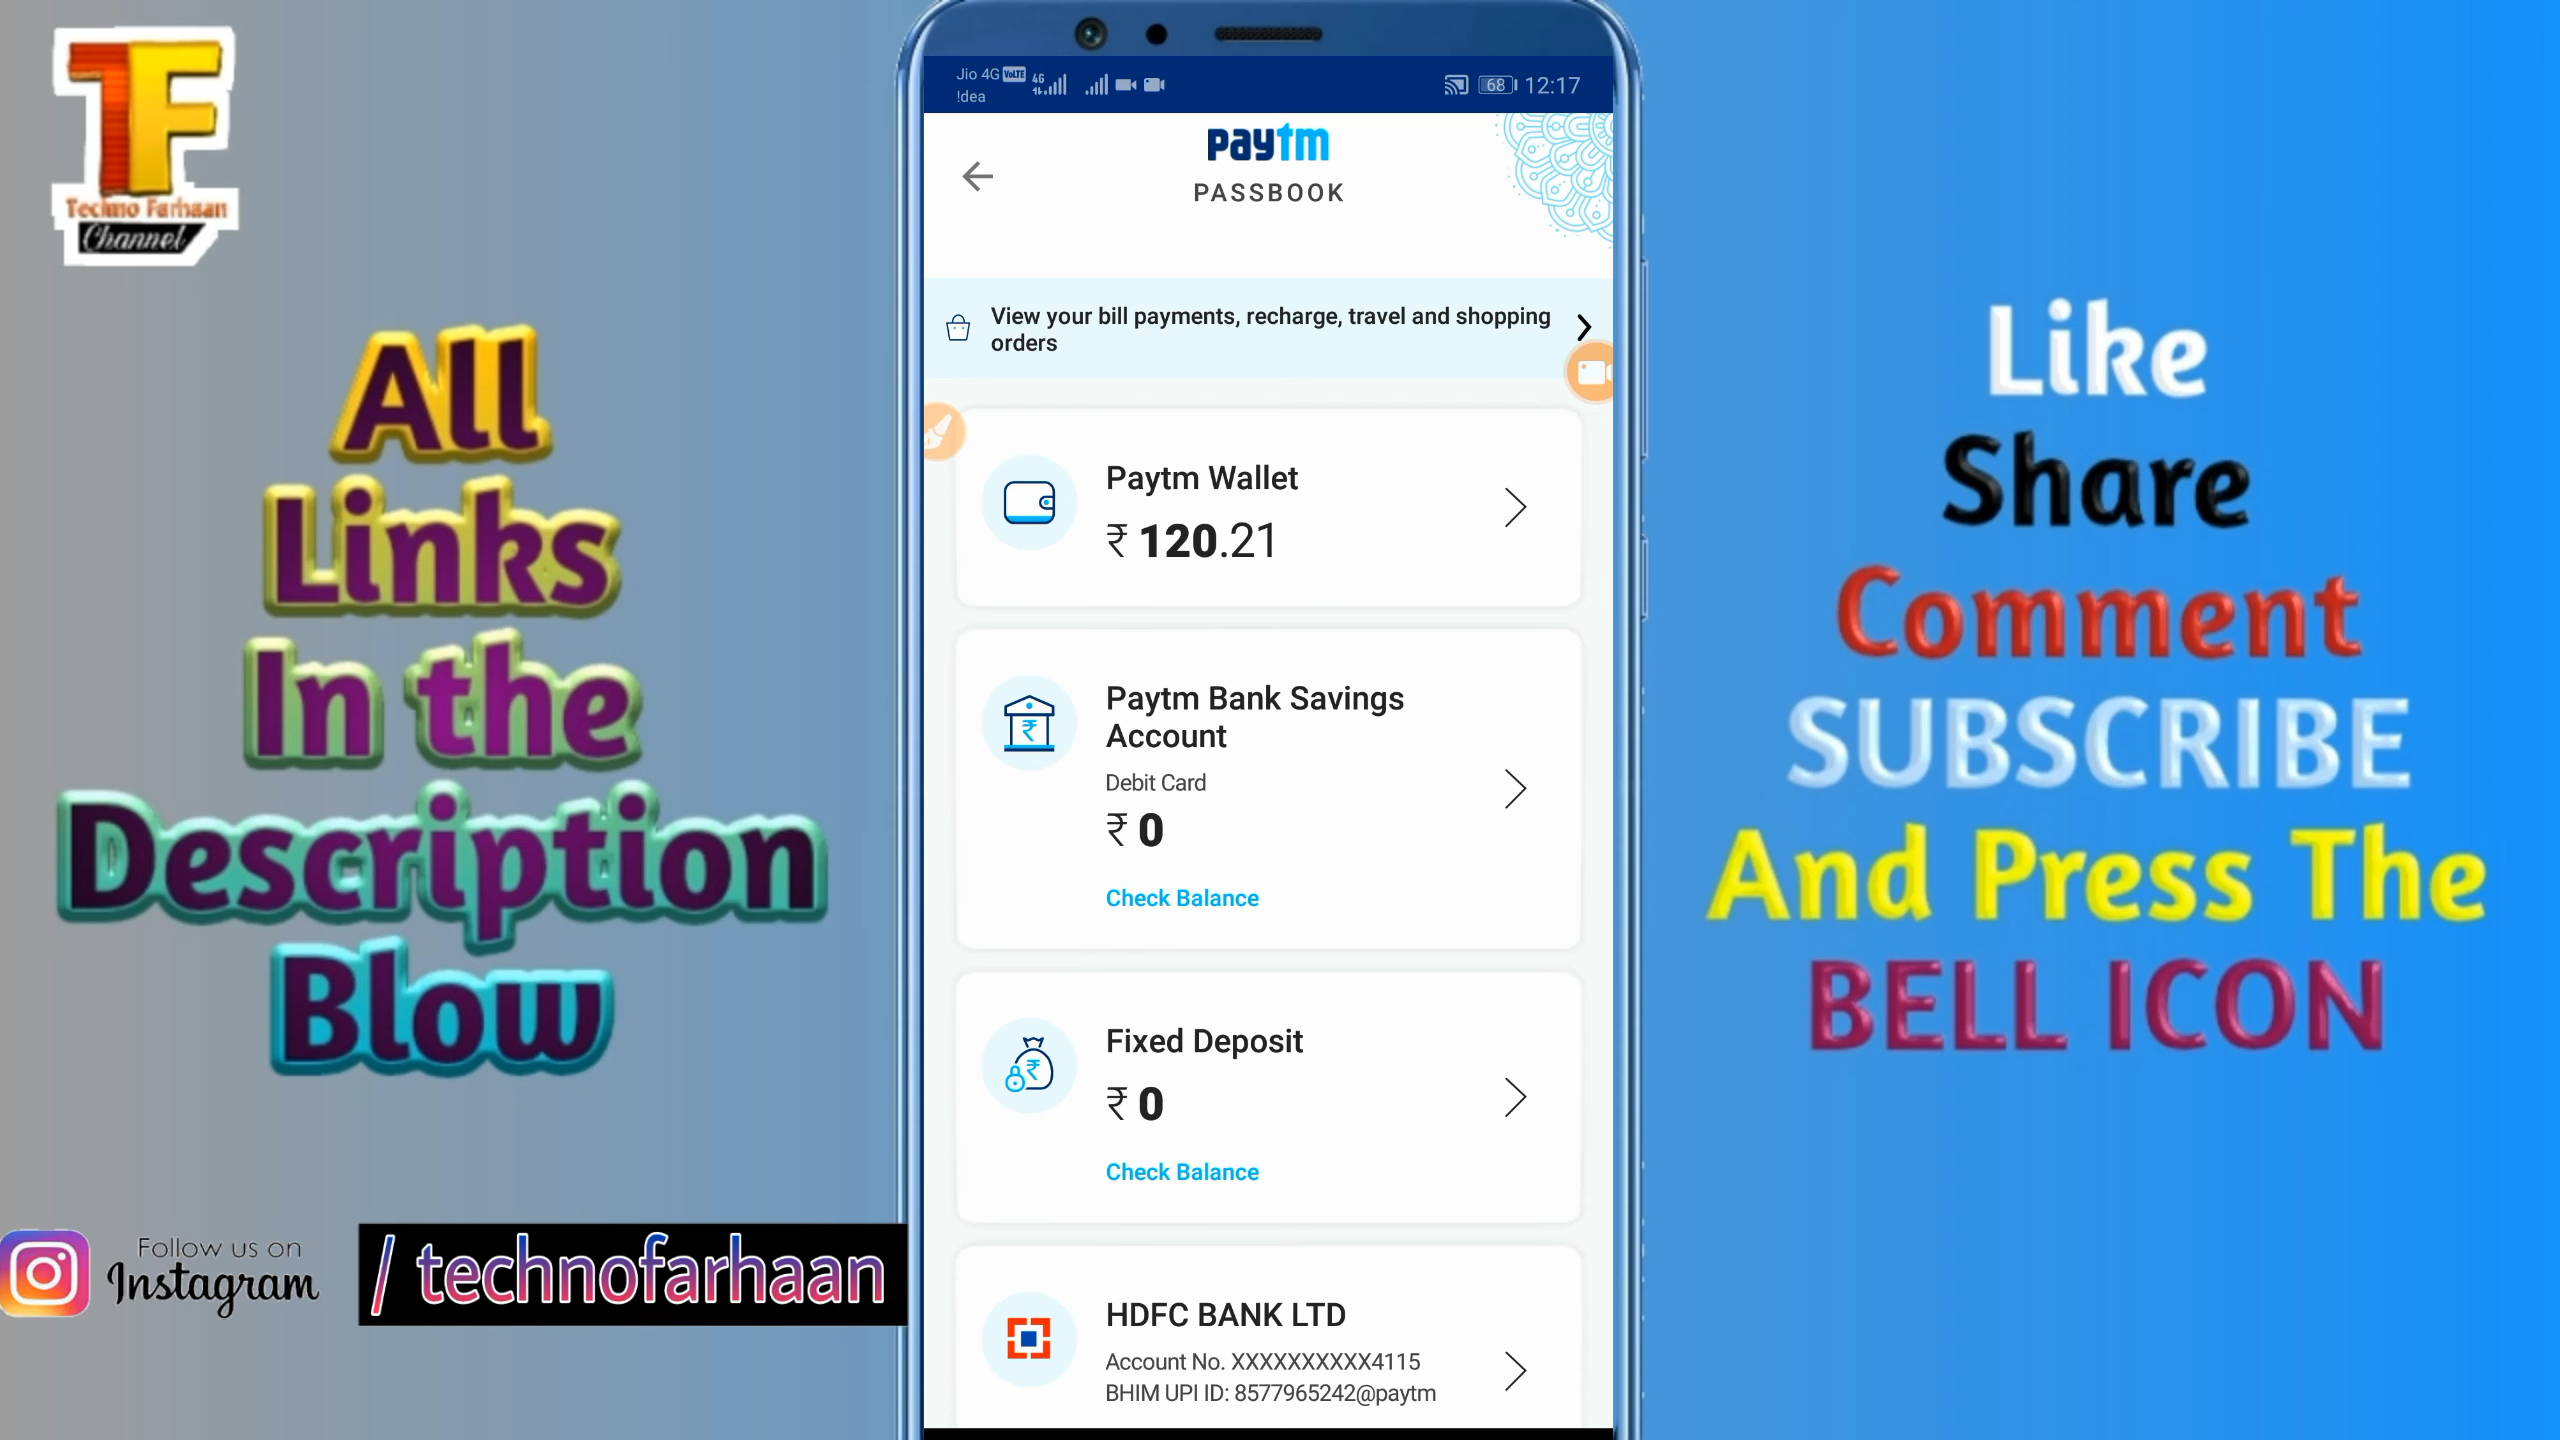 TF
Techno Farhaan
Channel
All
Links
In the
Description
Blow
Follow us on
Instagram
/ technofarhaan
Jio 4G VoLTE 4G
!dea
68 12:17
paytm
PASSBOOK
View your bill payments, recharge, travel and shopping
orders
Paytm Wallet
₹ 120.21
Paytm Bank Savings
Account
Debit Card
₹ 0
Check Balance
Fixed Deposit
₹ 0
Check Balance
HDFC BANK LTD
Account No. XXXXXXXXXX4115
BHIM UPI ID: 8577965242@paytm
Like
Share
Comment
SUBSCRIBE
And Press The
BELL ICON